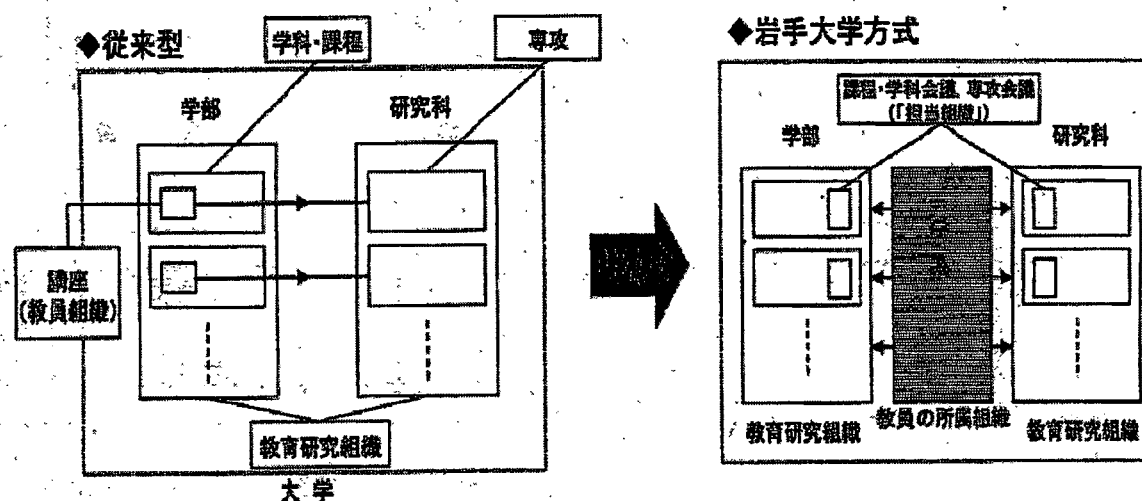 ◆従来型
学科・課程
専攻
学部
研究科
講座
(教員組織)
教育研究組織
大学
◆岩手大学方式
課程・学科会議、専攻会議
(「担当組織」)
学部
研究科
教育研究組織
教員の所属組織
教育研究組織